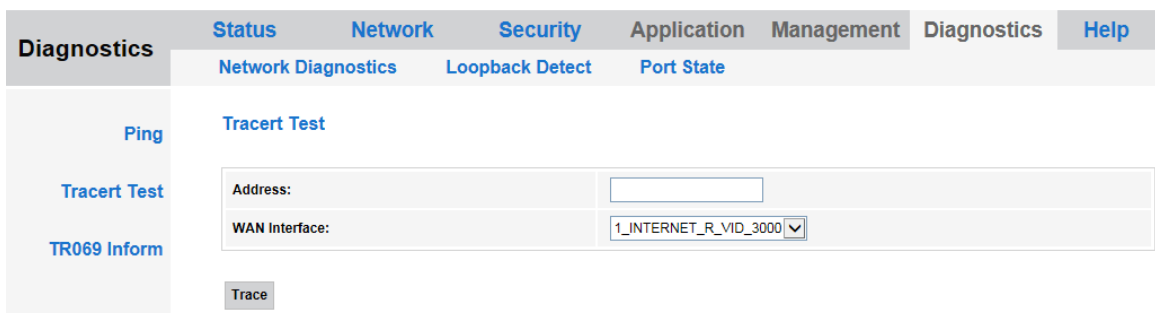 Diagnostics
Status Network Security Application Management Diagnostics Help
Network Diagnostics Loopback Detect Port State
Ping
Tracert Test
TR069 Inform
Tracert Test
Address:
WAN Interface: 1_INTERNET_R_VID_3000
Trace